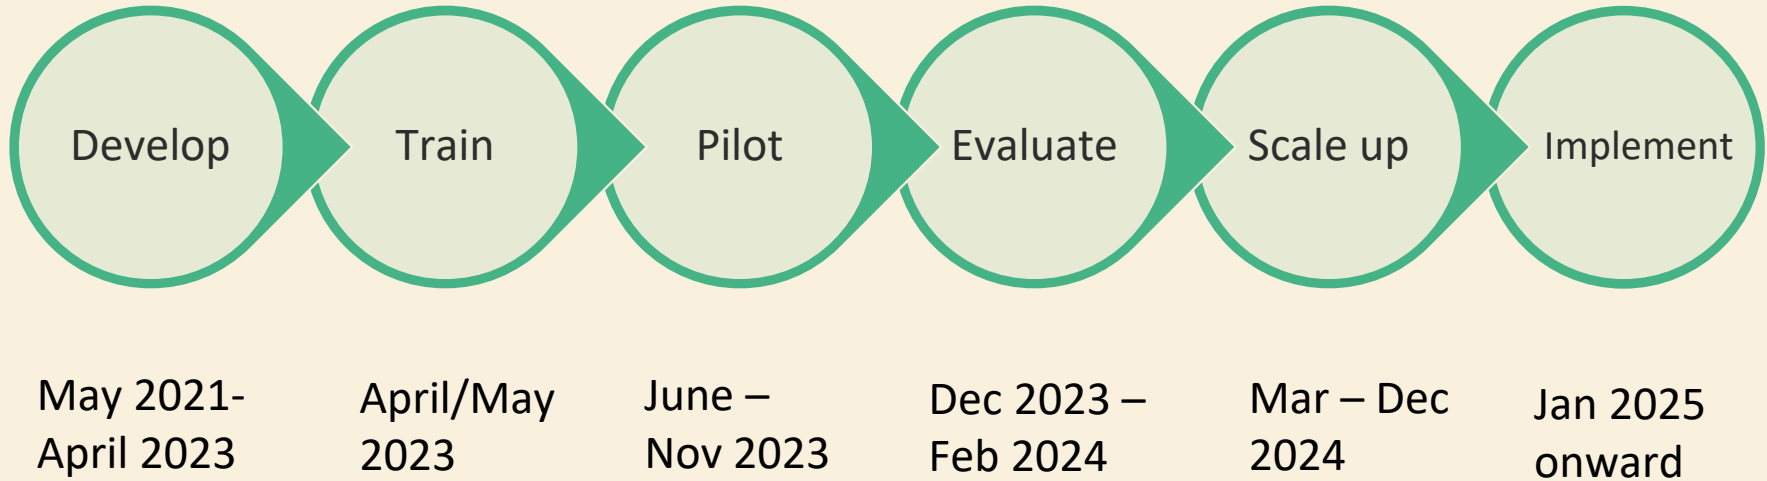 Develop
Train
Pilot
Evaluate
Scale up
Implement
May 2021-
April 2023
April/May
2023
June –
Nov 2023
Dec 2023 –
Feb 2024
Mar – Dec
2024
Jan 2025
onward